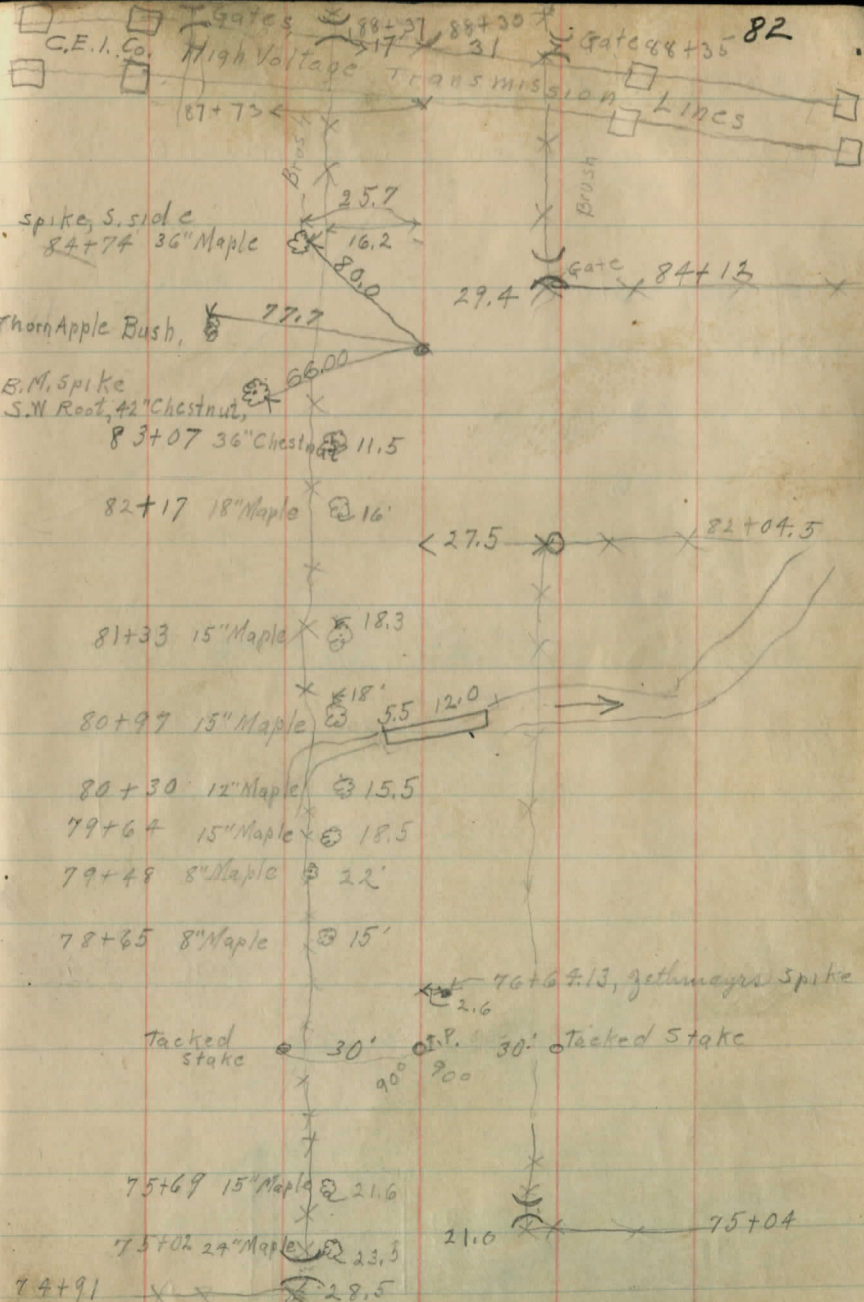 82
Gates 88+37 88+30
C.E.I. Co. High Voltage 17 31 Gate 88+35
Transmission Lines
87+73
Brush
Brush
25.7
spike, S. side
84+74 36"Maple 16.2
80.0
Gate 84+12
29.4
Thorn Apple Bush, 77.7
66.00
B.M. Spike
S.W Root, 42"Chestnut,
83+07 36"Chestnut 11.5
82+17 18"Maple 16'
27.5 82+04.5
81+33 15"Maple 18.3
18'
80+97 15"Maple 5.5 12.0
80+30 12"Maple 15.5
79+64 15"Maple 18.5
79+48 8"Maple 22'
78+65 8"Maple 15'
76+64.13, Zethmayrs Spike
2.6
Tacked Stake 30' I.P. 30' Tacked Stake
90° 90°
75+69 15"Maple 21.6
21.0 75+04
75+02 24"Maple 23.5
74+91 28.5